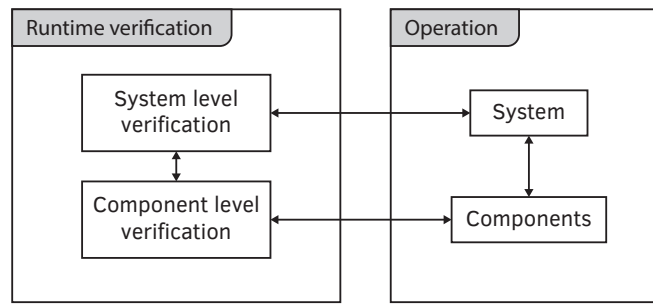 Runtime verification
Operation
System level
verification
System
Component level
verification
Components